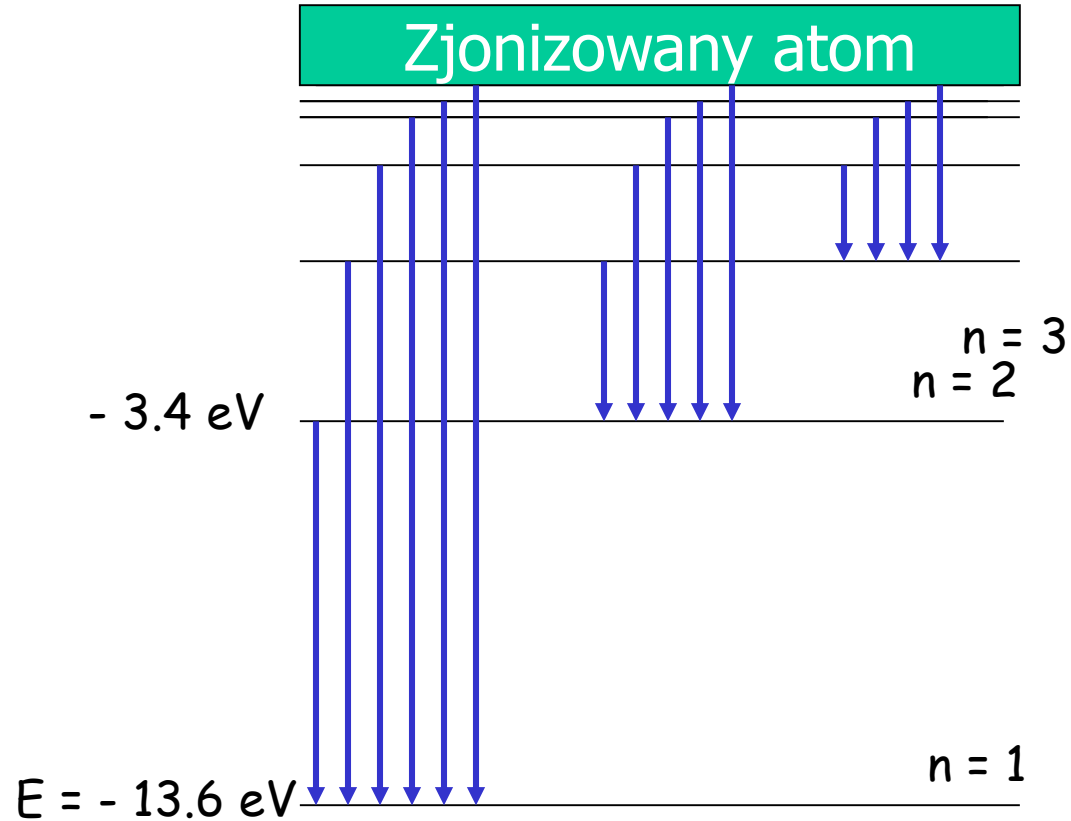 Zjonizowany atom
n = 3
n = 2
- 3.4 eV
n = 1
E = - 13.6 eV